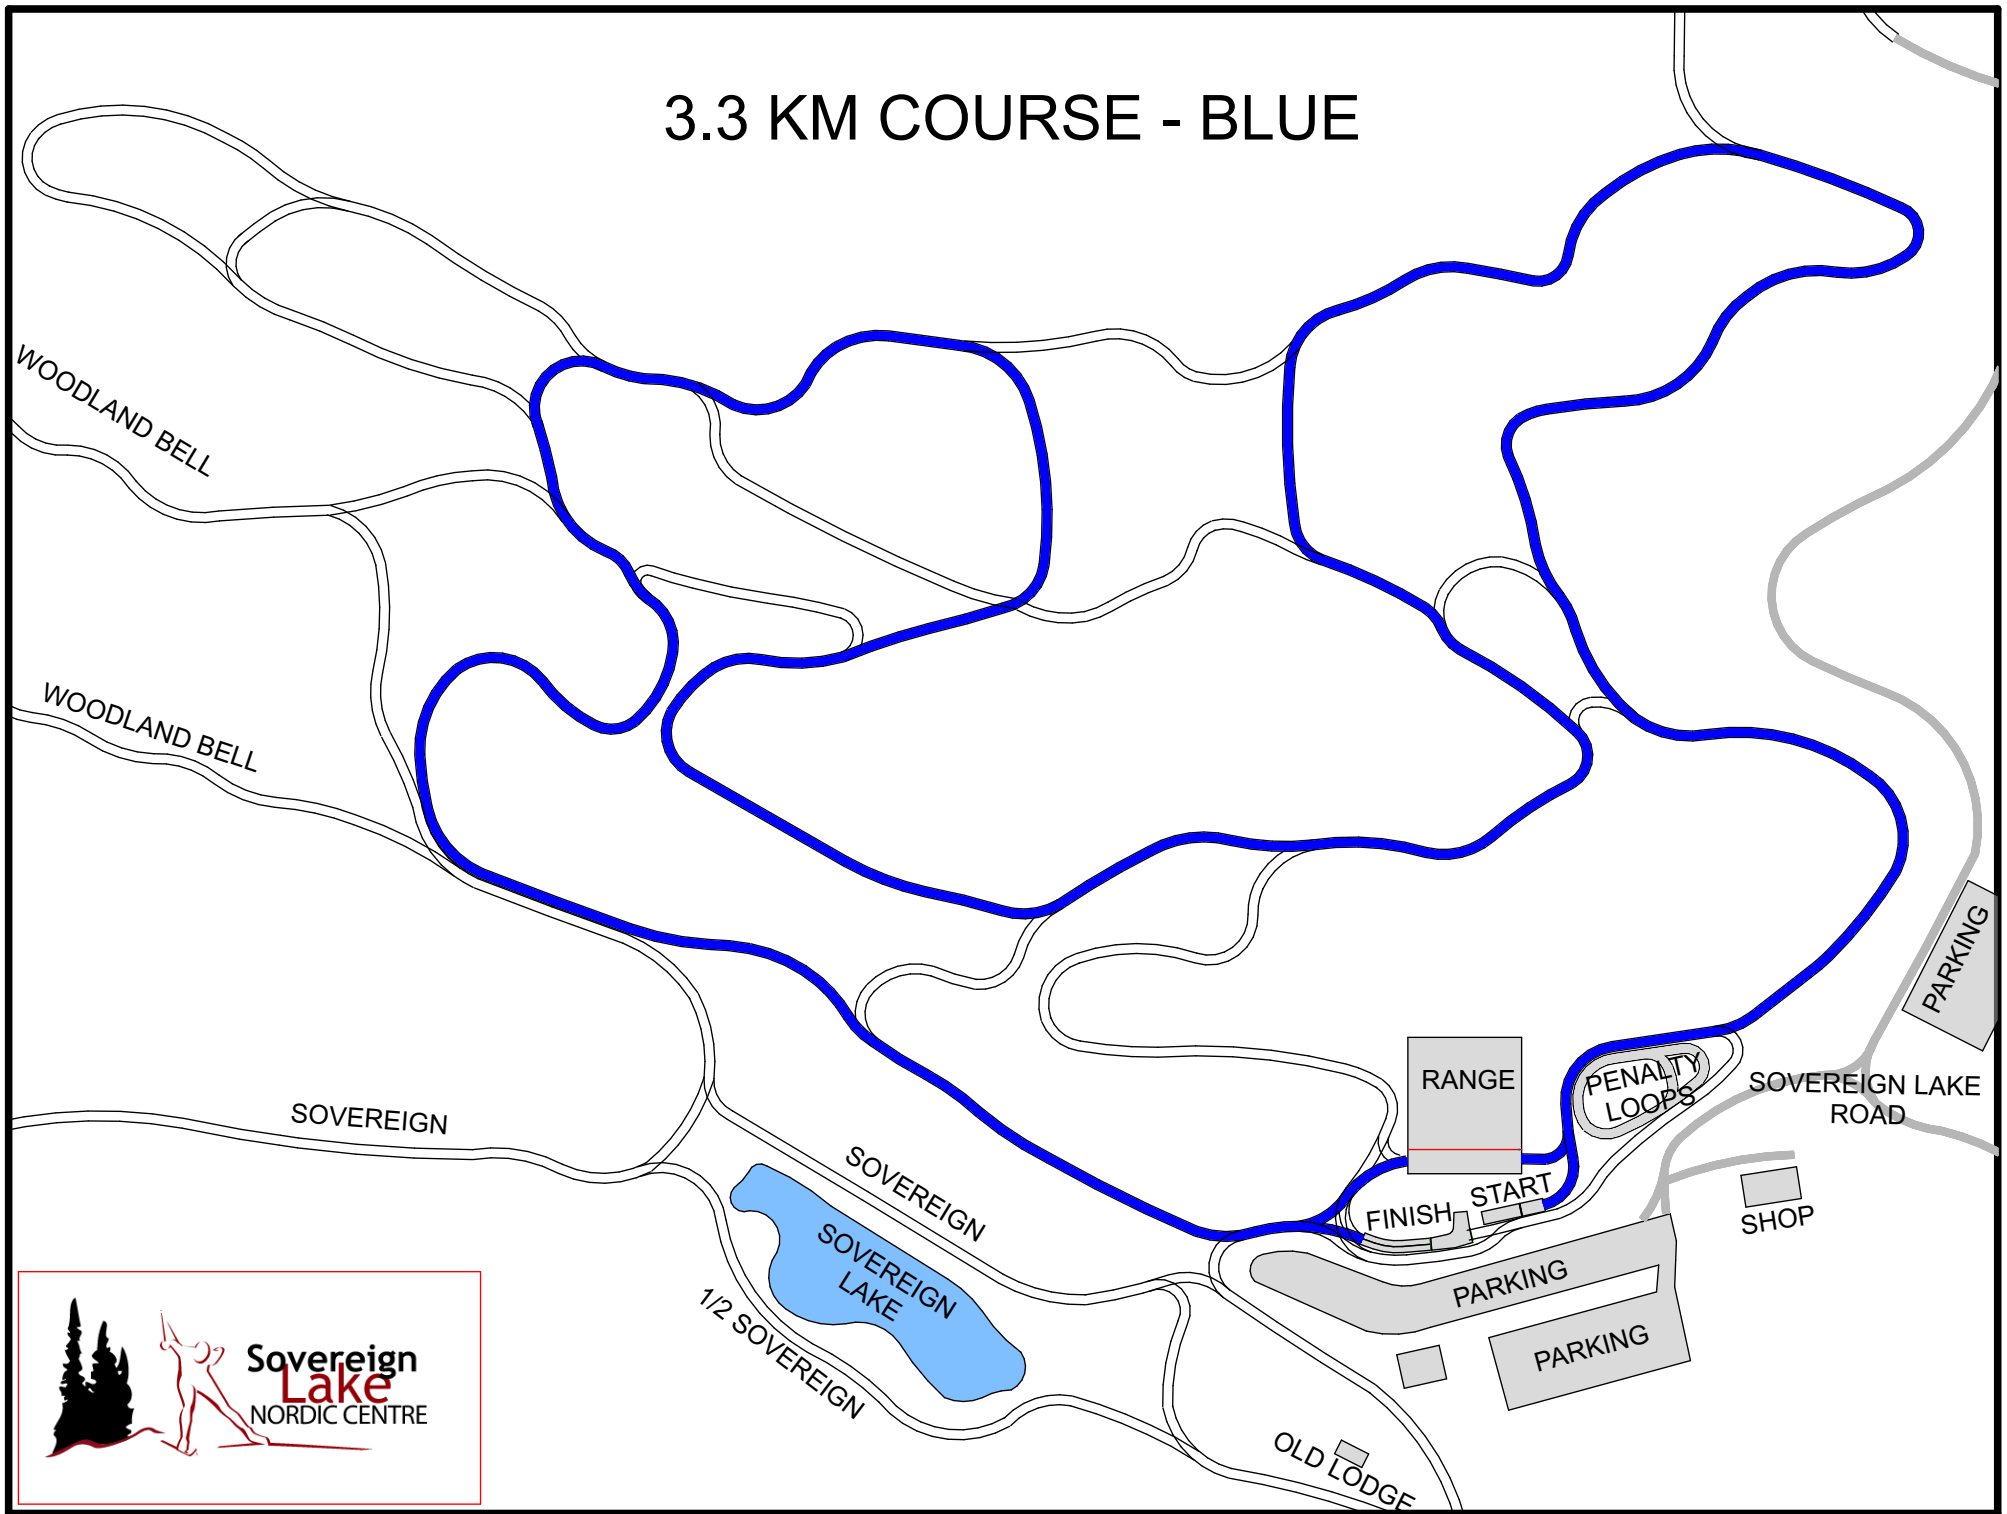 3.3 KM COURSE - BLUE
WOODLAND BELL
WOODLAND BELL
PARKING
RANGE
PENALTY
LOOPS
SOVEREIGN LAKE
ROAD
SOVEREIGN
SOVEREIGN
START
FINISH
SHOP
SOVEREIGN
LAKE
PARKING
1/2 SOVEREIGN
PARKING
Sovereign
Lake
NORDIC CENTRE
OLD LODGE